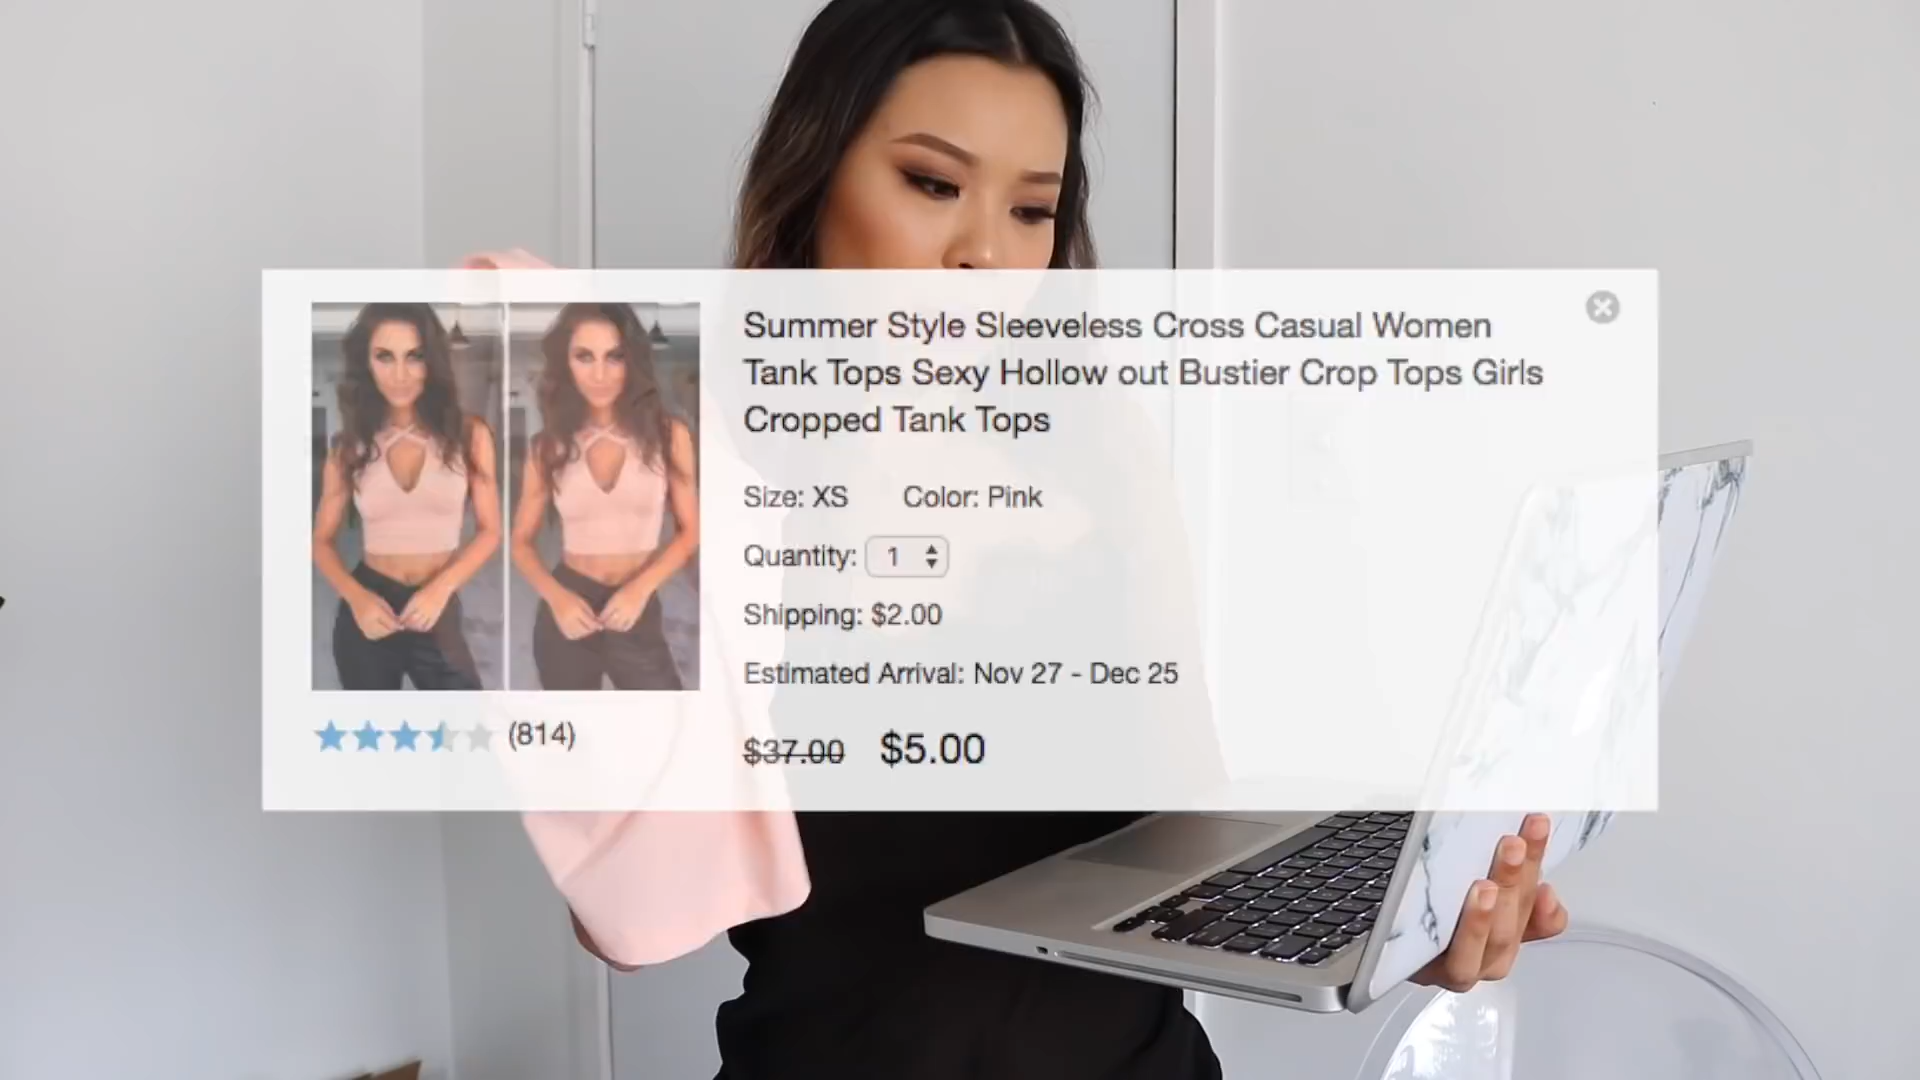 Summer Style Sleeveless Cross Casual Women
Tank Tops Sexy Hollow out Bustier Crop Tops Girls
Cropped Tank Tops
Size: XS Color: Pink
Quantity: 1
Shipping: $2.00
Estimated Arrival: Nov 27 - Dec 25
(814)
$37.00 $5.00